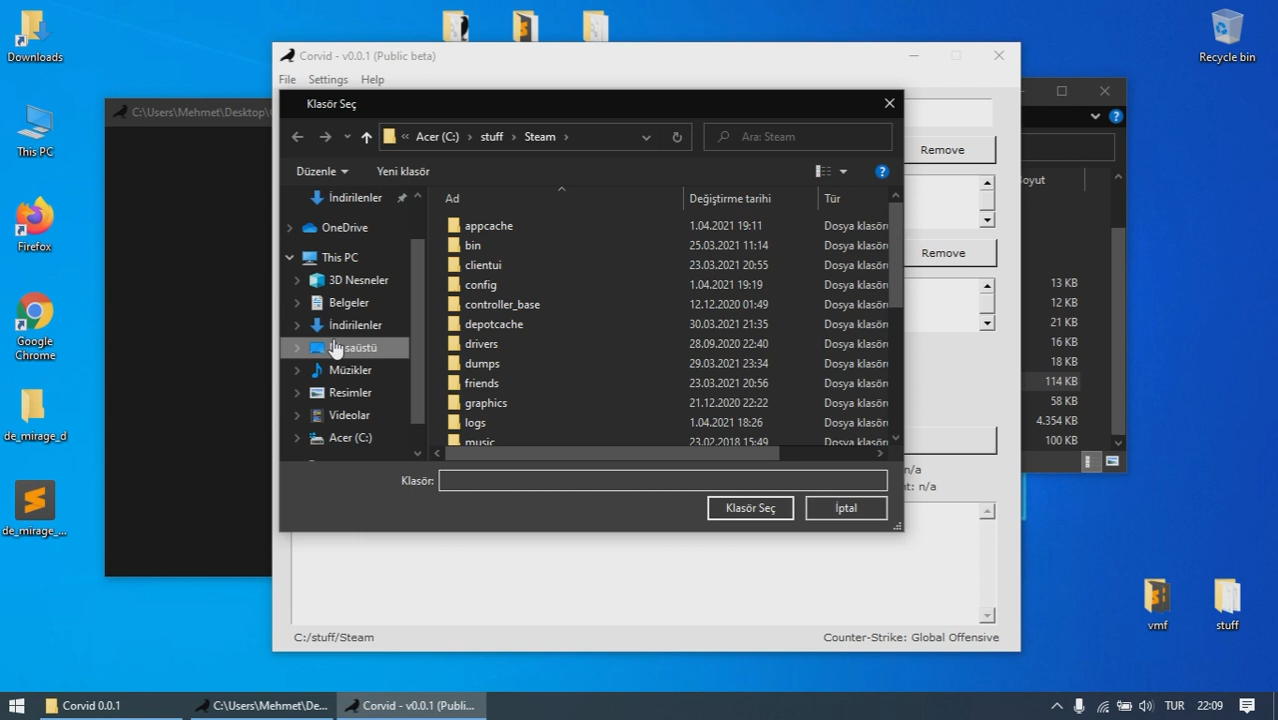 Downloads
This PC
Firefox
Google
Chrome
de_mirage_d
de_mirage_...
Recycle bin
vmf
stuff
C:\Users\Mehmet\Desktop\
Corvid - v0.0.1 (Public beta)
File Settings Help
Remove
Remove
n/a
t: n/a
C:/stuff/Steam
Counter-Strike: Global Offensive
Klasör Seç
« Acer (C:) › stuff › Steam ›
Ara: Steam
Düzenle
Yeni klasör
İndirilenler
OneDrive
This PC
3D Nesneler
Belgeler
İndirilenler
saüstü
Müzikler
Resimler
Videolar
Acer (C:)
Ad Değiştirme tarihi Tür
appcache 1.04.2021 19:11 Dosya klasörü
bin 25.03.2021 11:14 Dosya klasörü
clientui 23.03.2021 20:55 Dosya klasörü
config 1.04.2021 19:19 Dosya klasörü
controller_base 12.12.2020 01:49 Dosya klasörü
depotcache 30.03.2021 21:35 Dosya klasörü
drivers 28.09.2020 22:40 Dosya klasörü
dumps 29.03.2021 23:34 Dosya klasörü
friends 23.03.2021 20:56 Dosya klasörü
graphics 21.12.2020 22:22 Dosya klasörü
logs 1.04.2021 18:26 Dosya klasörü
music 23.02.2018 15:49 Dosya klasörü
Klasör:
Klasör Seç
İptal
oyut
13 KB
12 KB
21 KB
16 KB
18 KB
114 KB
58 KB
4.354 KB
100 KB
Corvid 0.0.1
C:\Users\Mehmet\De...
Corvid - v0.0.1 (Publi...
TUR
22:09